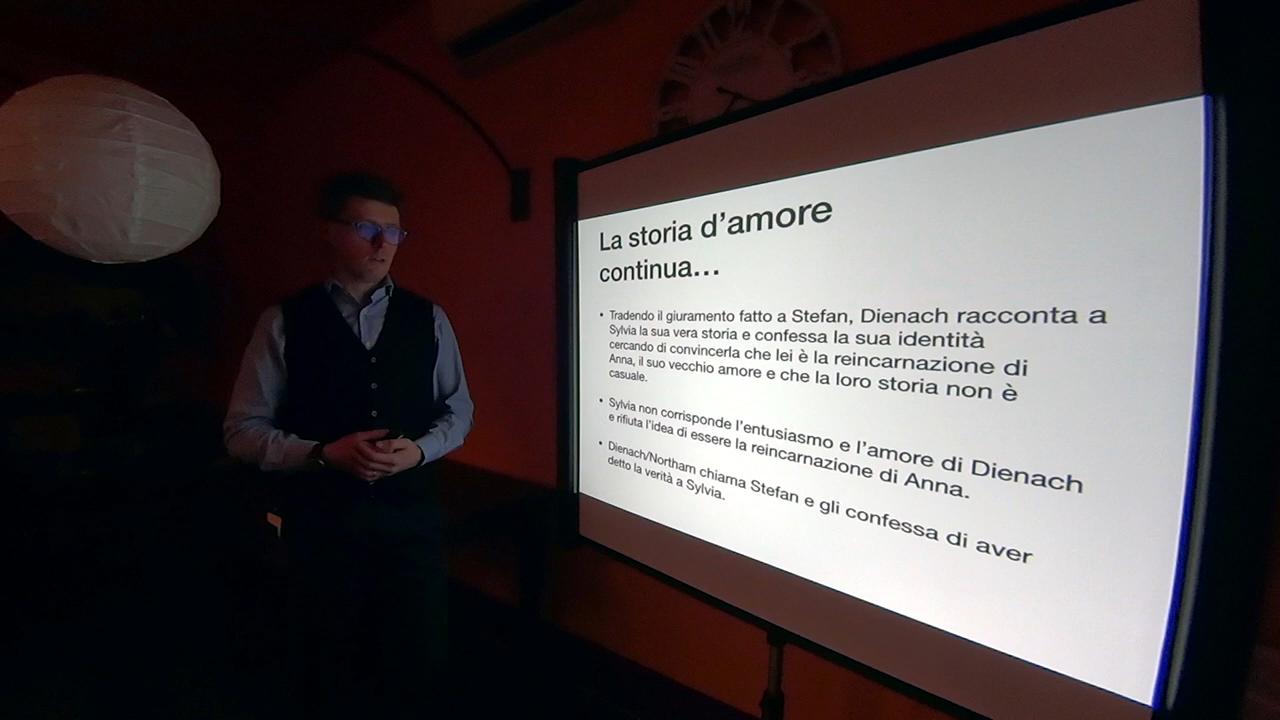 La storia d'amore
continua...
• Tradendo il giuramento fatto a Stefan, Dienach racconta a
Sylvia la sua vera storia e confessa la sua identità
cercando di convincerla che lei è la reincarnazione di
Anna, il suo vecchio amore e che la loro storia non è
casuale.
• Sylvia non corrisponde l'entusiasmo e l'amore di Dienach
e rifiuta l'idea di essere la reincarnazione di Anna.
• Dienach/Northam chiama Stefan e gli confessa di aver
detto la verità a Sylvia.